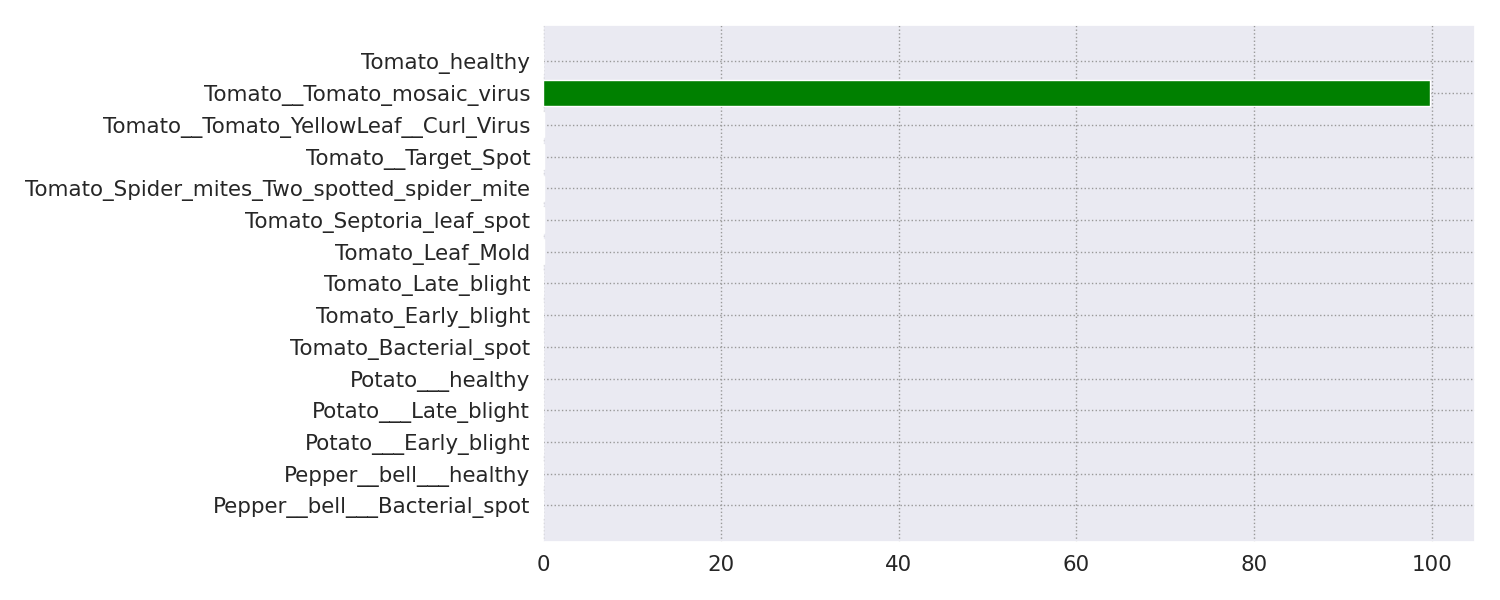 Tomato_healthy
Tomato__Tomato_mosaic_virus
Tomato__Tomato_YellowLeaf__Curl_Virus
Tomato__Target_Spot
Tomato_Spider_mites_Two_spotted_spider_mite
Tomato_Septoria_leaf_spot
Tomato_Leaf_Mold
Tomato_Late_blight
Tomato_Early_blight
Tomato_Bacterial_spot
Potato___healthy
Potato___Late_blight
Potato___Early_blight
Pepper__bell___healthy
Pepper__bell___Bacterial_spot
0 20 40 60 80 100